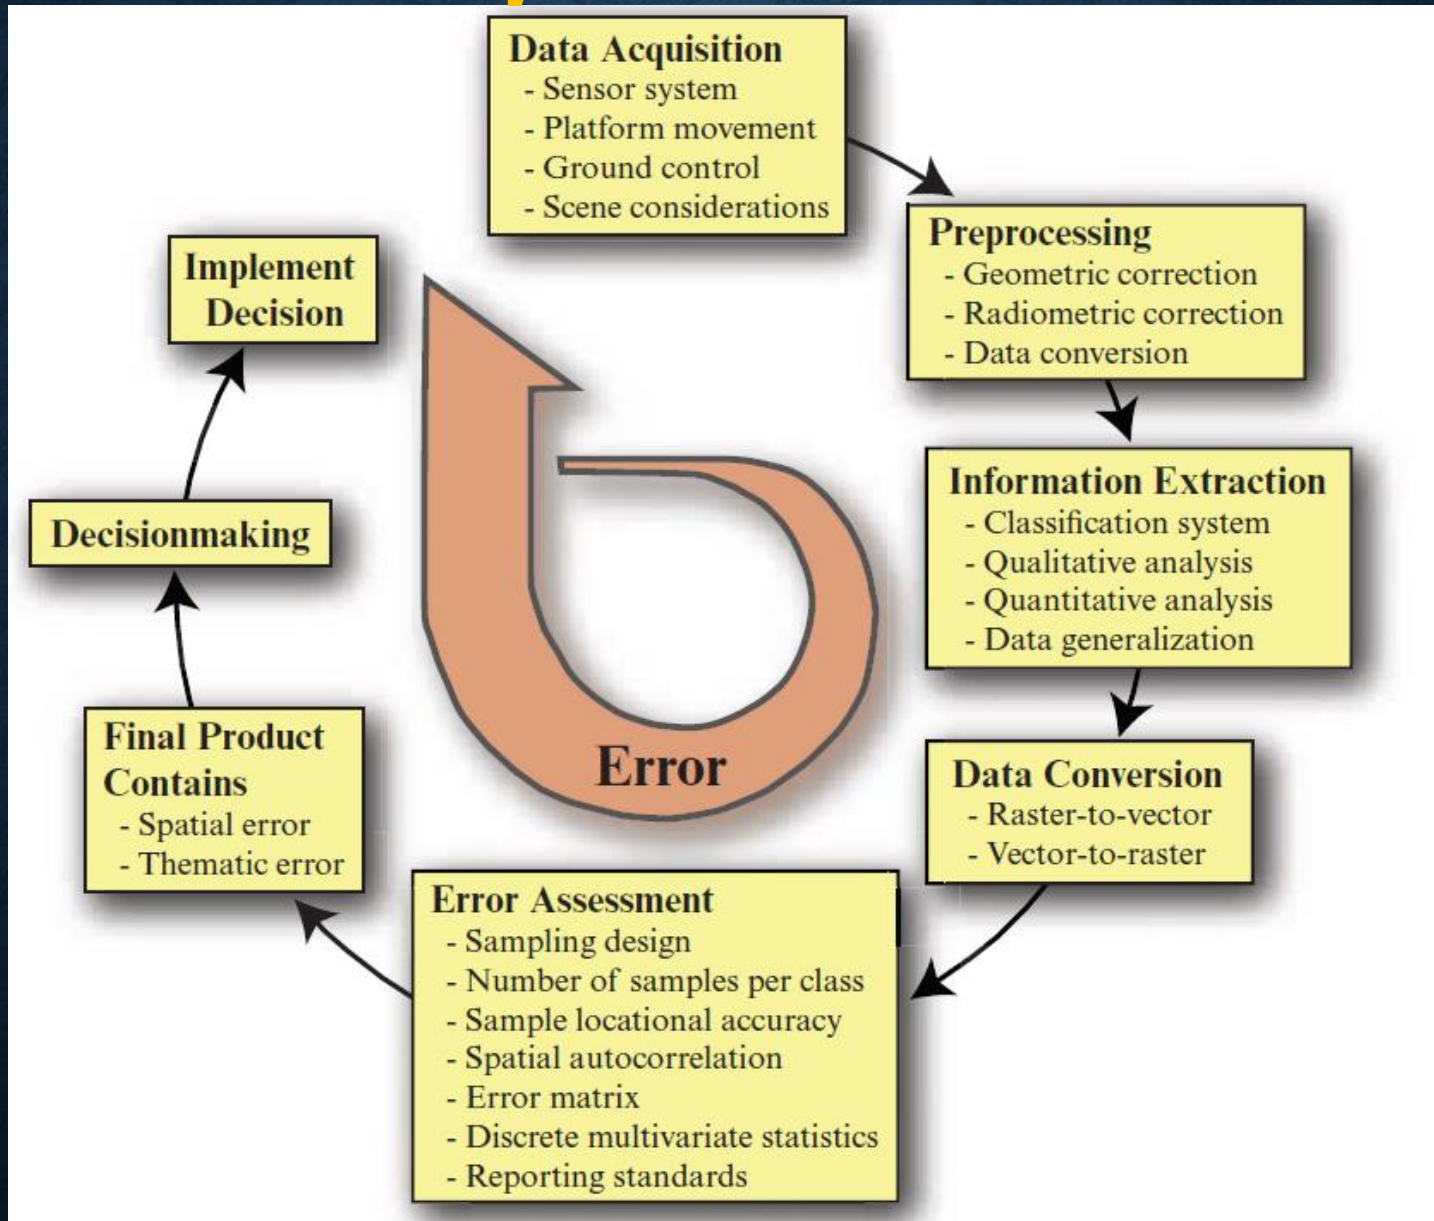 Data Acquisition
- Sensor system
- Platform movement
- Ground control
- Scene considerations
Preprocessing
- Geometric correction
- Radiometric correction
- Data conversion
Information Extraction
- Classification system
- Qualitative analysis
- Quantitative analysis
- Data generalization
Data Conversion
- Raster-to-vector
- Vector-to-raster
Error Assessment
- Sampling design
- Number of samples per class
- Sample locational accuracy
- Spatial autocorrelation
- Error matrix
- Discrete multivariate statistics
- Reporting standards
Final Product
Contains
- Spatial error
- Thematic error
Decisionmaking
Implement
Decision
Error